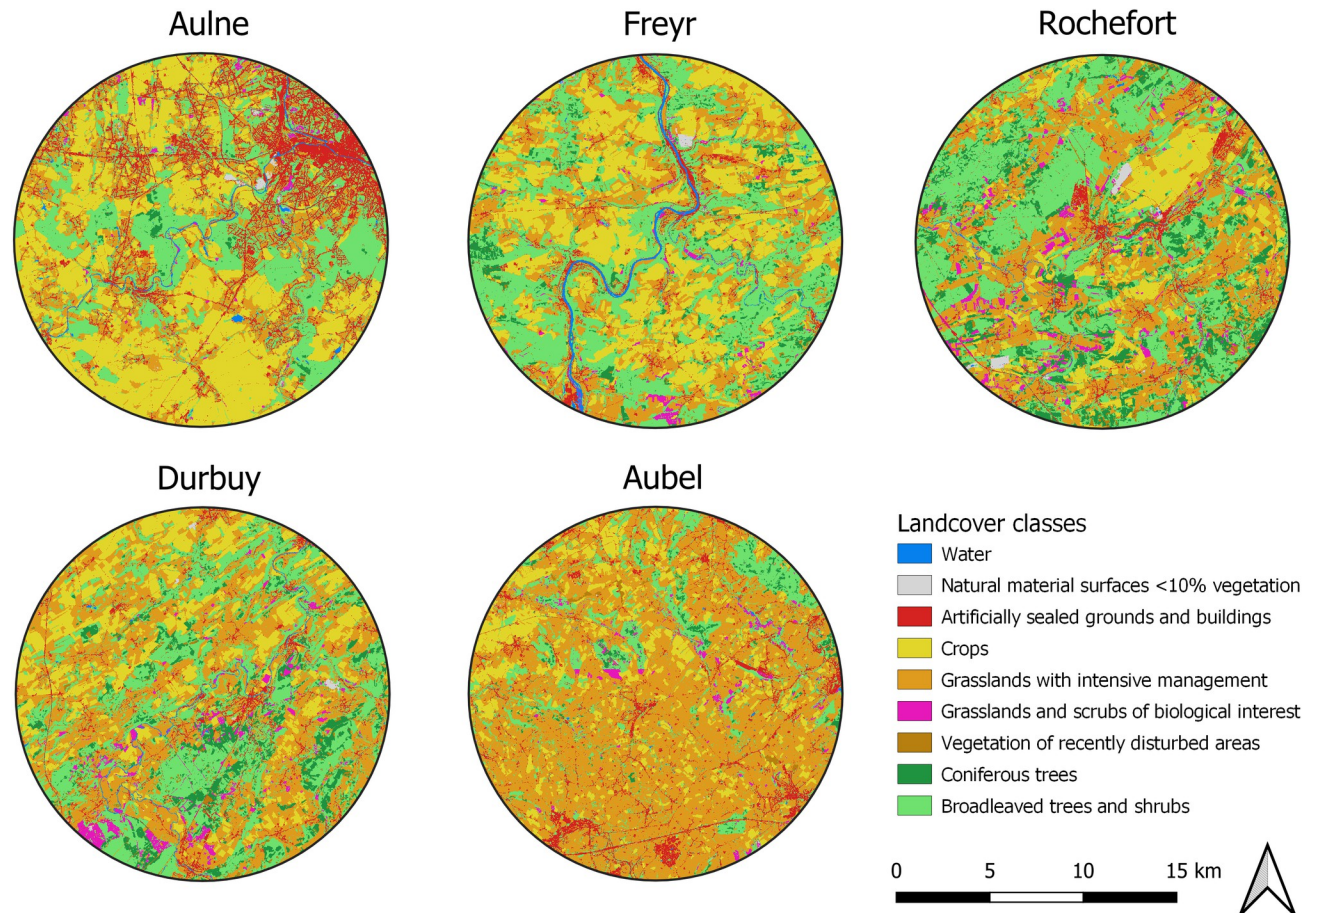 Aulne
Freyr
Rochefort
Durbuy
Aubel
Landcover classes
Water
Natural material surfaces <10% vegetation
Artificially sealed grounds and buildings
Crops
Grasslands with intensive management
Grasslands and scrubs of biological interest
Vegetation of recently disturbed areas
Coniferous trees
Broadleaved trees and shrubs
0 5 10 15 km